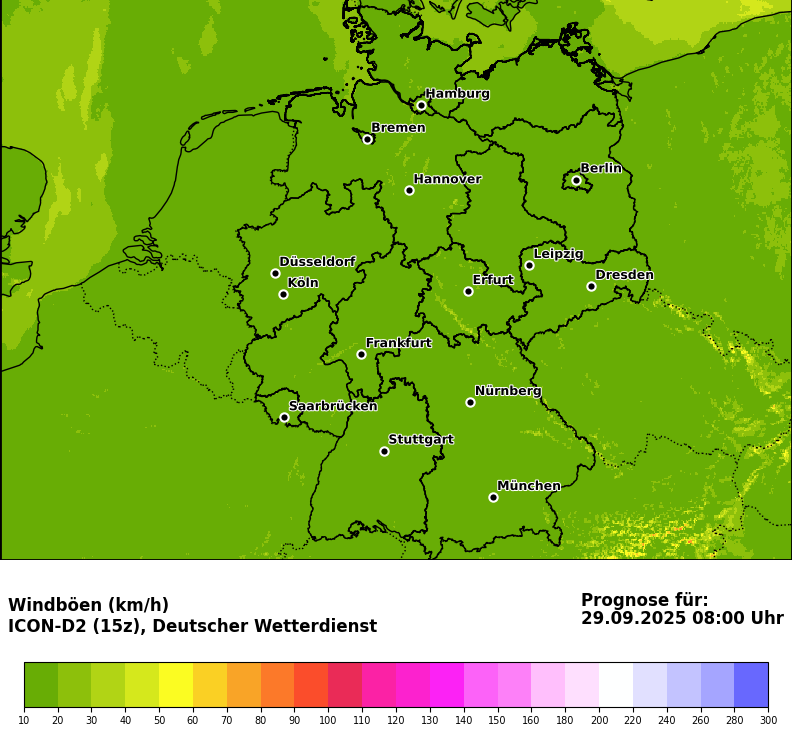 Hamburg
Bremen
Berlin
Hannover
Düsseldorf
Leipzig
Köln
Erfurt
Dresden
Frankfurt
Nürnberg
Saarbrücken
Stuttgart
München
Windböen (km/h)
ICON-D2 (15z), Deutscher Wetterdienst
Prognose für:
29.09.2025 08:00 Uhr
10 20 30 40 50 60 70 80 90 100 110 120 130 140 150 160 180 200 220 240 260 280 300